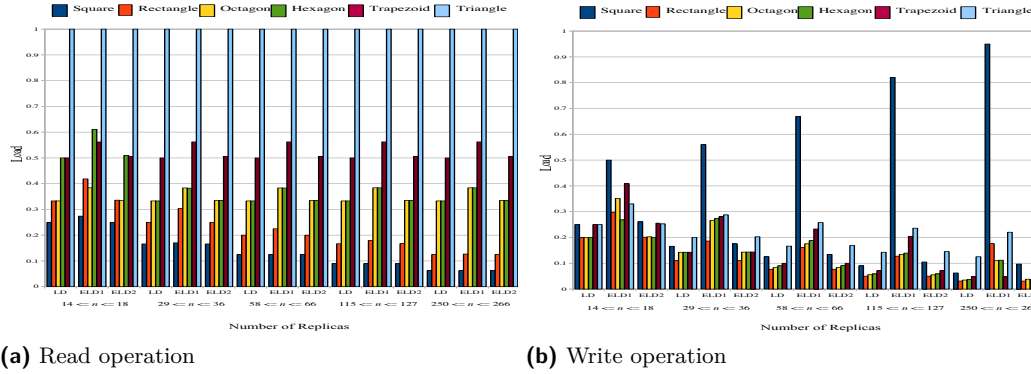 Square Rectangle Octagon Hexagon Trapezoid Triangle
1
0.9
0.8
0.7
0.6
0.5
0.4
0.3
0.2
0.1
0
Load
LD ELD1 ELD2 LD ELD1 ELD2 LD ELD1 ELD2 LD ELD1 ELD2 LD ELD1 ELD2
14 <= n <= 18 29 <= n <= 36 58 <= n <= 66 115 <= n <= 127 250 <= n <= 266
Number of Replicas
(a) Read operation
Square Rectangle Octagon Hexagon Trapezoid Triangle
1
0.9
0.8
0.7
0.6
0.5
0.4
0.3
0.2
0.1
0
Load
LD ELD1 ELD2 LD ELD1 ELD2 LD ELD1 ELD2 LD ELD1 ELD2 LD ELD1
14 <= n <= 18 29 <= n <= 36 58 <= n <= 66 115 <= n <= 127 250 <= n <= 26
Number of Replicas
(b) Write operation